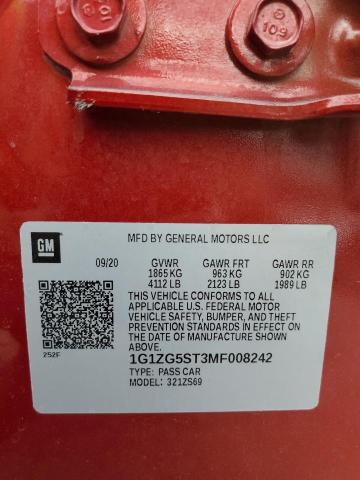 10.9
GM
MFD BY GENERAL MOTORS LLC
09/20 GVWR GAWR FRT GAWR RR
1865 KG 963 KG 902 KG
4112 LB 2123 LB 1989 LB
THIS VEHICLE CONFORMS TO ALL
APPLICABLE U.S. FEDERAL MOTOR
VEHICLE SAFETY, BUMPER, AND THEFT
PREVENTION STANDARDS IN EFFECT ON
THE DATE OF MANUFACTURE SHOWN
ABOVE.
252F
1G1ZG5ST3MF008242
TYPE: PASS CAR
MODEL: 321ZS69